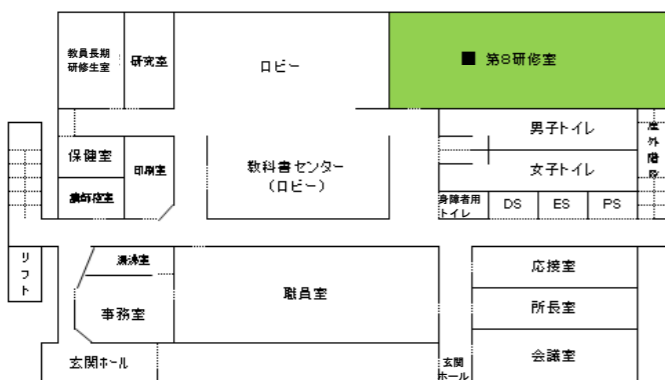 教員長期
研修生室
研究室
ロビー
■ 第8研修室
保健室
講師控室
印刷室
教科書センター
(ロビー)
男子トイレ
女子トイレ
屋外階段
身障者用
トイレ
DS
ES
PS
リフト
湯沸室
事務室
職員室
応接室
所長室
会議室
玄関ホール
玄関
ホール